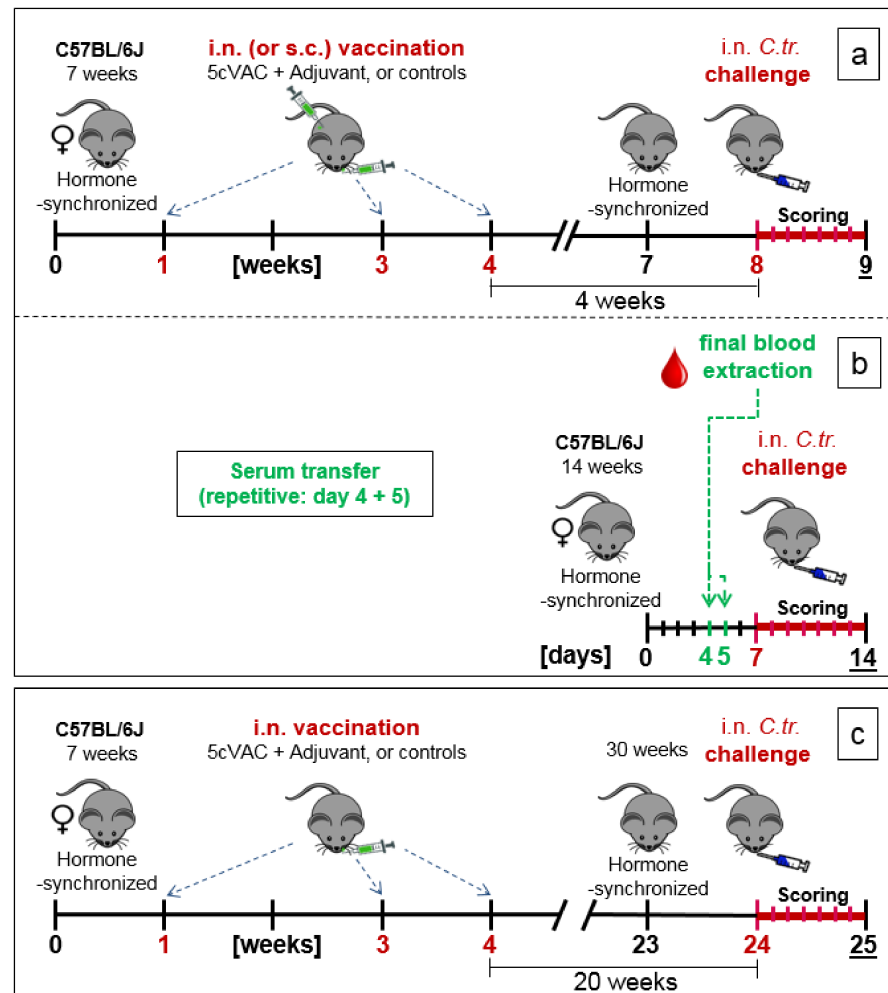 a
C57BL/6J
7 weeks
i.n. (or s.c.) vaccination
5cVAC + Adjuvant, or controls
i.n. C.tr.
challenge
♀
Hormone
-synchronized
Hormone
-synchronized
Scoring
0 1 [weeks] 3 4 7 8 9
4 weeks
b
final blood
extraction
Serum transfer
(repetitive: day 4 + 5)
C57BL/6J
14 weeks
i.n. C.tr.
challenge
♀
Hormone
-synchronized
Scoring
[days] 0 4 5 7 14
c
C57BL/6J
7 weeks
i.n. vaccination
5cVAC + Adjuvant, or controls
30 weeks
i.n. C.tr.
challenge
♀
Hormone
-synchronized
Hormone
-synchronized
Scoring
0 1 [weeks] 3 4 23 24 25
20 weeks